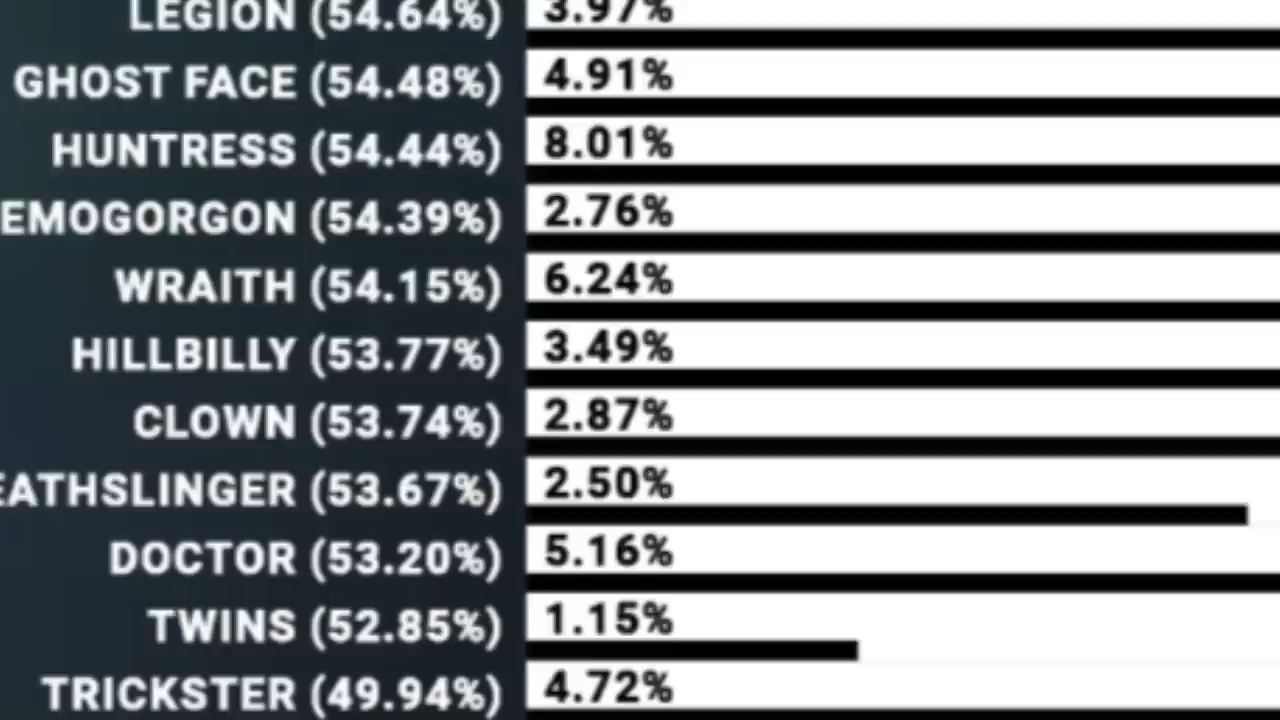 LEGION (54.64%) 3.97%
GHOST FACE (54.48%) 4.91%
HUNTRESS (54.44%) 8.01%
EMOGORGON (54.39%) 2.76%
WRAITH (54.15%) 6.24%
HILLBILLY (53.77%) 3.49%
CLOWN (53.74%) 2.87%
EATHSLINGER (53.67%) 2.50%
DOCTOR (53.20%) 5.16%
TWINS (52.85%) 1.15%
TRICKSTER (49.94%) 4.72%